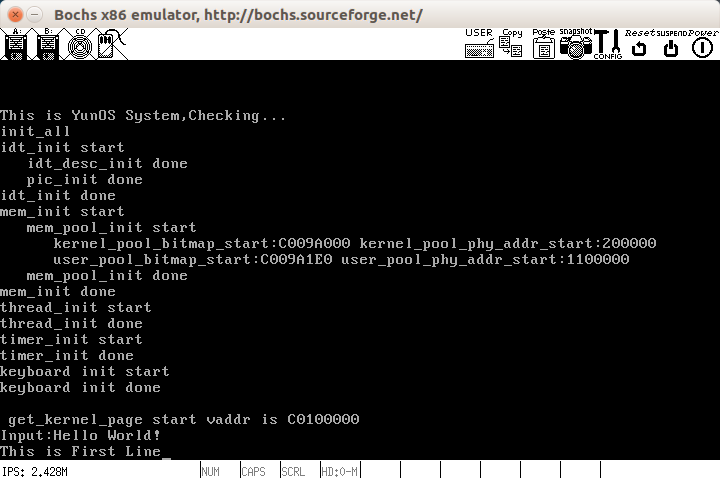 Bochs x86 emulator, http://bochs.sourceforge.net/
A: B: CD USER Copy Paste snapshot CONFIG Reset SUSPEND Power
This is YunOS System,Checking...
init_all
idt_init start
idt_desc_init done
pic_init done
idt_init done
mem_init start
mem_pool_init start
kernel_pool_bitmap_start:C009A000 kernel_pool_phy_addr_start:200000
user_pool_bitmap_start:C009A1E0 user_pool_phy_addr_start:1100000
mem_pool_init done
mem_init done
thread_init start
thread_init done
timer_init start
timer_init done
keyboard init start
keyboard init done
get_kernel_page start vaddr is C0100000
Input:Hello World!
This is First Line_
IPS: 2.428M NUM CAPS SCRL HD:0-M